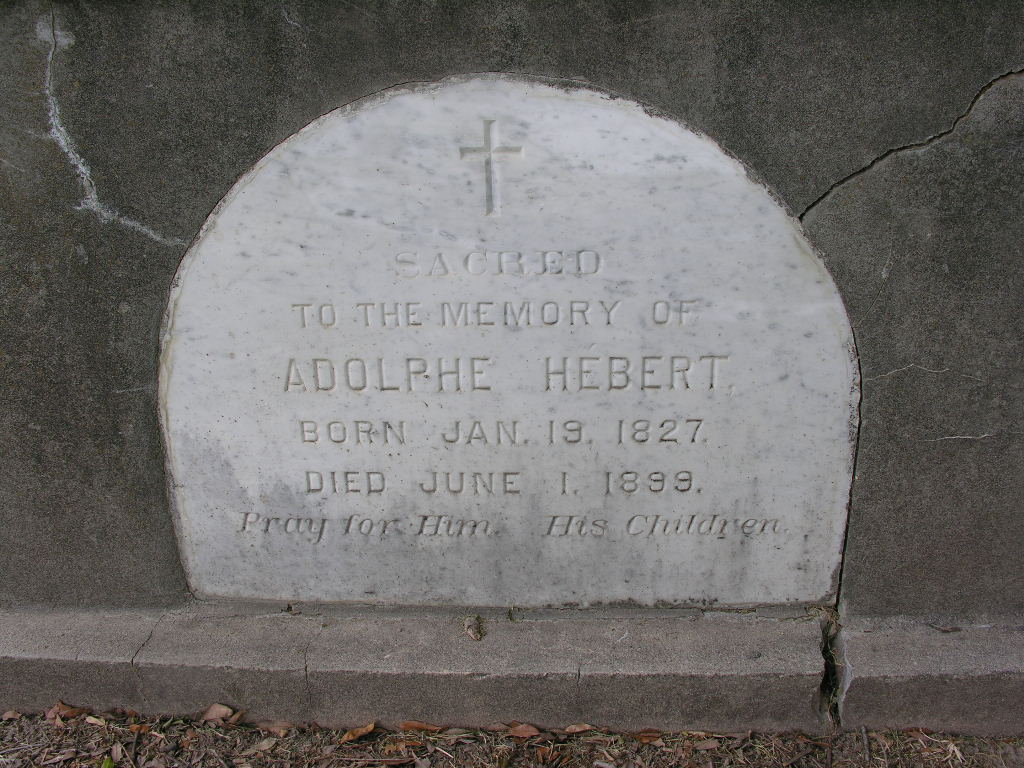 SACRED
TO THE MEMORY OF
ADOLPHE HÉBERT,
BORN JAN. 19, 1827.
DIED JUNE 1, 1899.
Pray for Him. His Children.